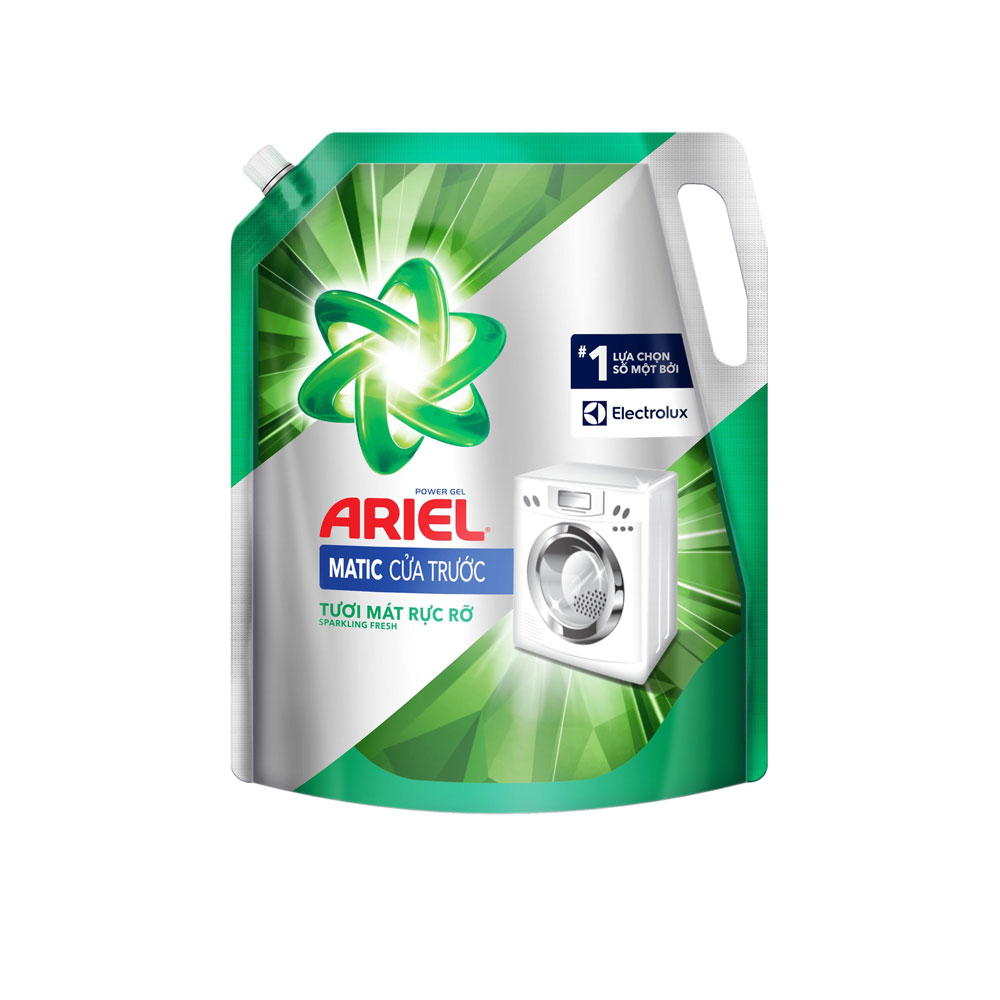 #1 LỰA CHỌN
SỐ MỘT BỞI
Electrolux
POWER GEL
ARIEL®
MATIC CỬA TRƯỚC
TƯƠI MÁT RỰC RỠ
SPARKLING FRESH